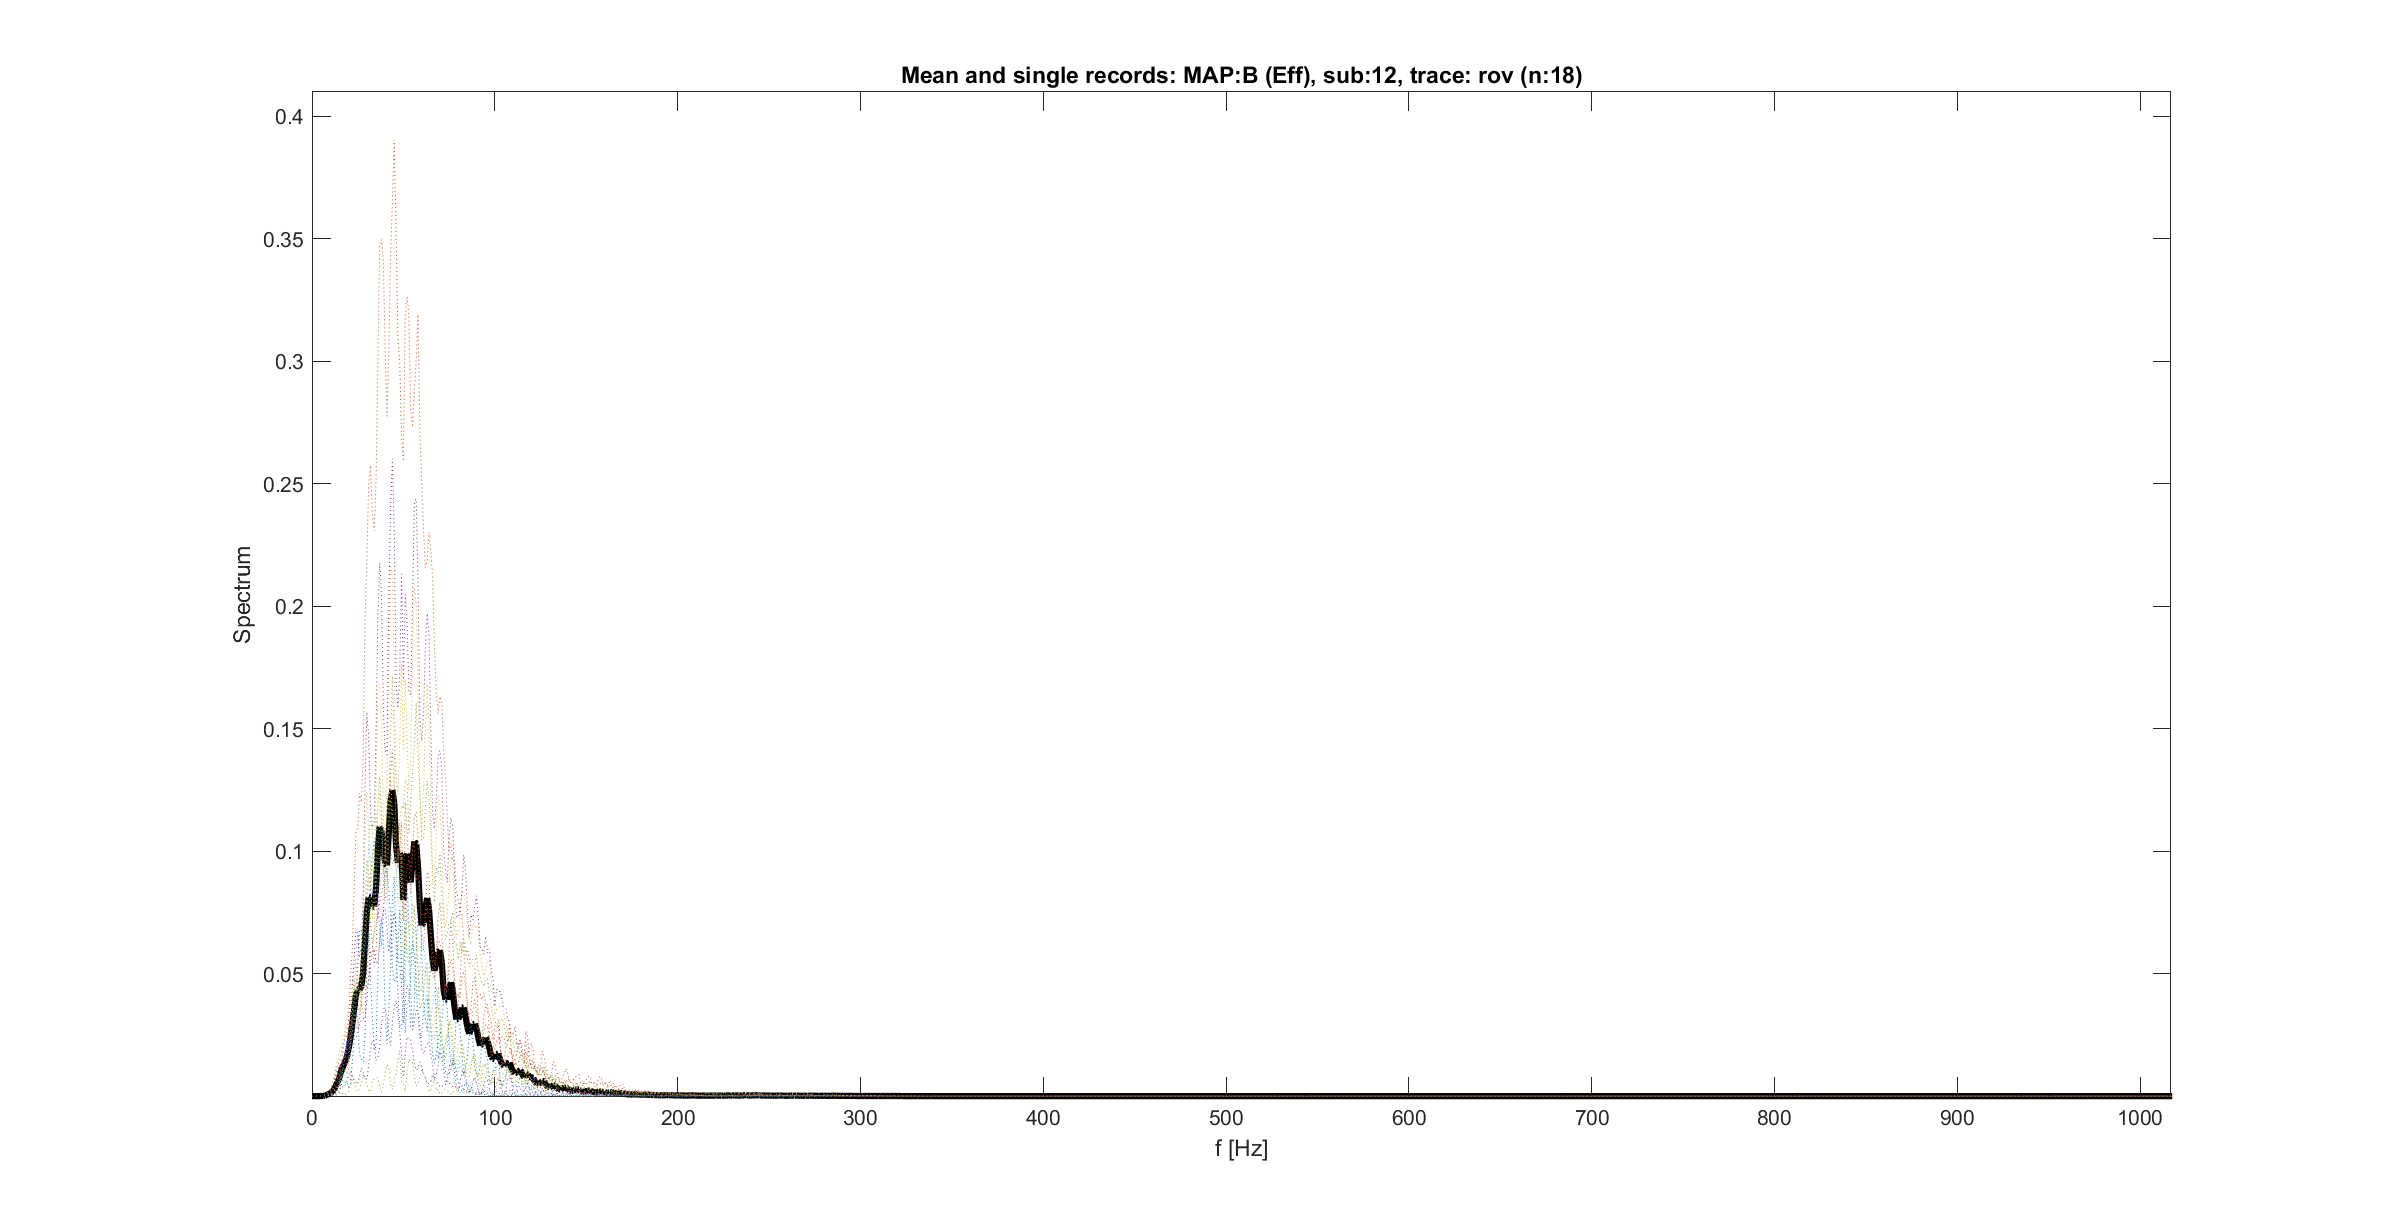 Mean and single records: MAP:B (Eff), sub:12, trace: rov (n:18)
0.4
0.35
0.3
0.25
0.2
0.15
0.1
0.05
Spectrum
0 100 200 300 400 500 600 700 800 900 1000
f [Hz]